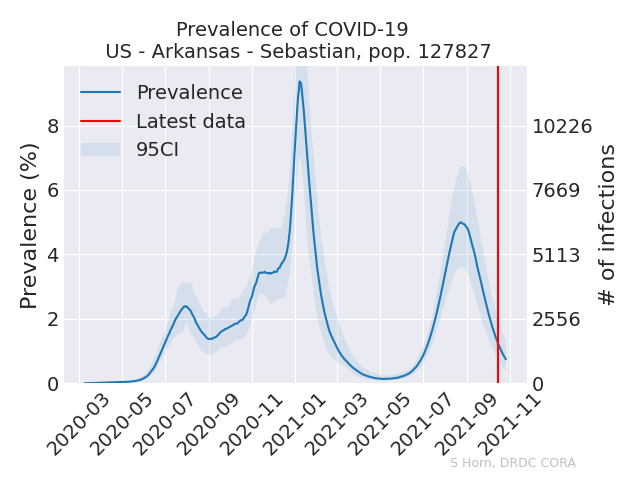 Prevalence of COVID-19
US - Arkansas - Sebastian, pop. 127827
Prevalence
Latest data
95CI
Prevalence (%)
8
6
4
2
0
10226
7669
5113
2556
0
# of infections
2020-03
2020-05
2020-07
2020-09
2020-11
2021-01
2021-03
2021-05
2021-07
2021-09
2021-11
S Horn, DRDC CORA